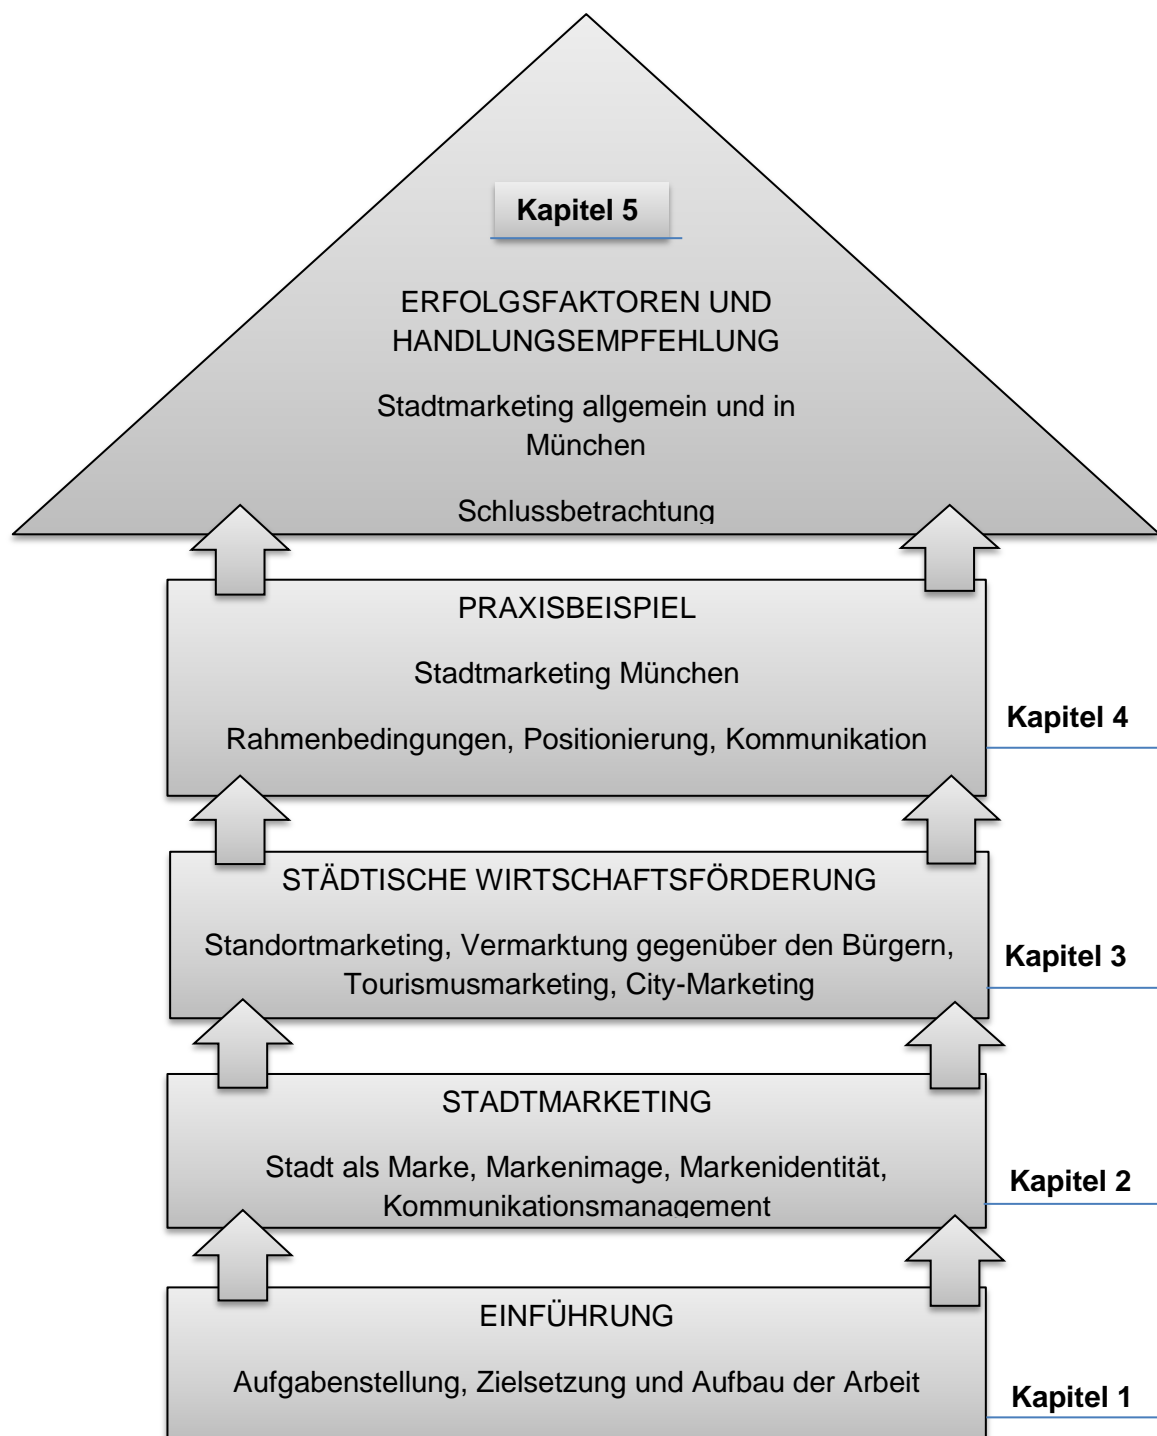 Kapitel 5
ERFOLGSFAKTOREN UND
HANDLUNGSEMPFEHLUNG
Stadtmarketing allgemein und in
München
Schlussbetrachtung
PRAXISBEISPIEL
Stadtmarketing München
Rahmenbedingungen, Positionierung, Kommunikation
Kapitel 4
STÄDTISCHE WIRTSCHAFTSFÖRDERUNG
Standortmarketing, Vermarktung gegenüber den Bürgern,
Tourismusmarketing, City-Marketing
Kapitel 3
STADTMARKETING
Stadt als Marke, Markenimage, Markenidentität,
Kommunikationsmanagement
Kapitel 2
EINFÜHRUNG
Aufgabenstellung, Zielsetzung und Aufbau der Arbeit
Kapitel 1